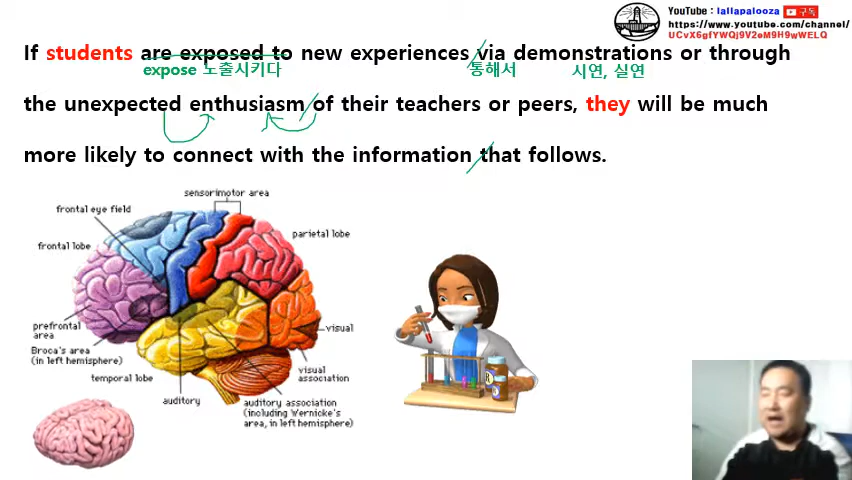 YouTube : lallapalooza 구독
https://www.youtube.com/channel/
UCvX6gfYWQj9V2eM9H9wWELQ
If students are exposed to new experiences via demonstrations or through
expose 노출시키다 통해서 시연, 실연
the unexpected enthusiasm of their teachers or peers, they will be much
more likely to connect with the information that follows.
sensorimotor area
frontal eye field
parietal lobe
frontal lobe
prefrontal
area
visual
Broca's area
(in left hemisphere)
visual
association
temporal lobe
auditory
auditory association
(including Wernicke's
area, in left hemisphere)